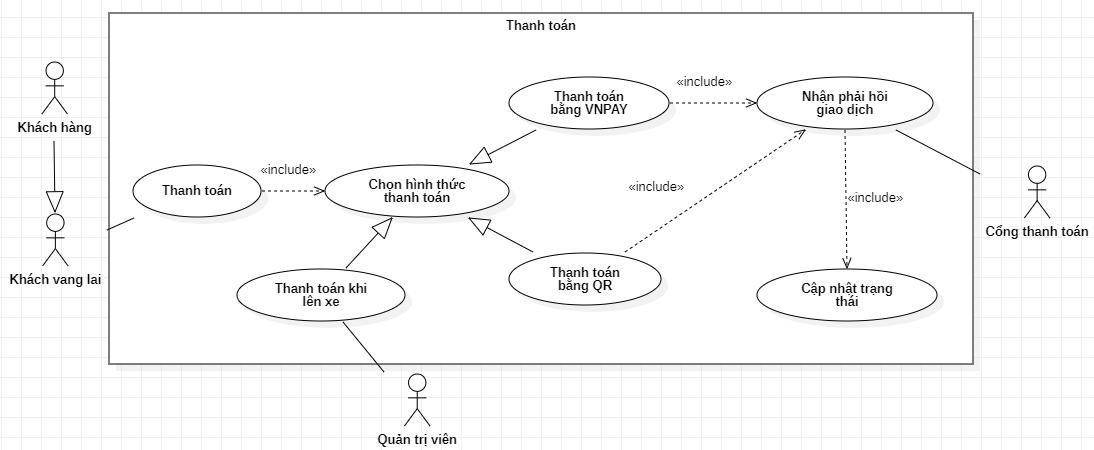 Thanh toán
Khách hàng
Thanh toán
bằng VNPAY
«include»
Nhận phải hồi
giao dịch
Thanh toán
«include»
Chọn hình thức
thanh toán
«include»
«include»
Cổng thanh toán
Khách vang lai
Thanh toán khi
lên xe
Thanh toán
bằng QR
Cập nhật trạng
thái
Quản trị viên